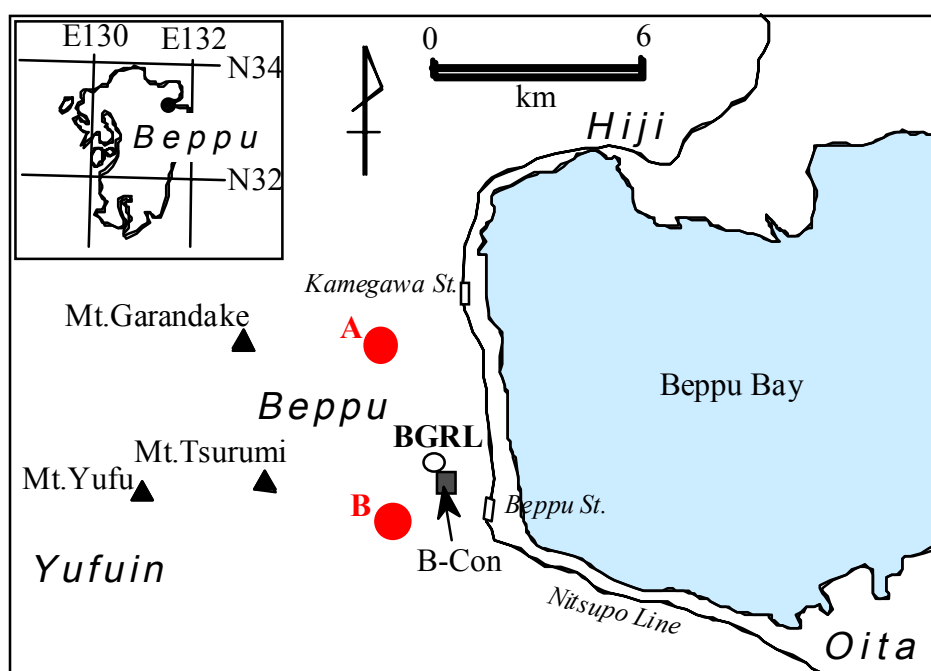 E130 E132
N34
Beppu
N32
0 6
km
Hiji
Kamegawa St.
Mt.Garandake
A
Beppu Bay
Beppu
BGRL
Mt.Tsurumi
Mt.Yufu
B
Beppu St.
B-Con
Yufuin
Nitsupo Line
Oita